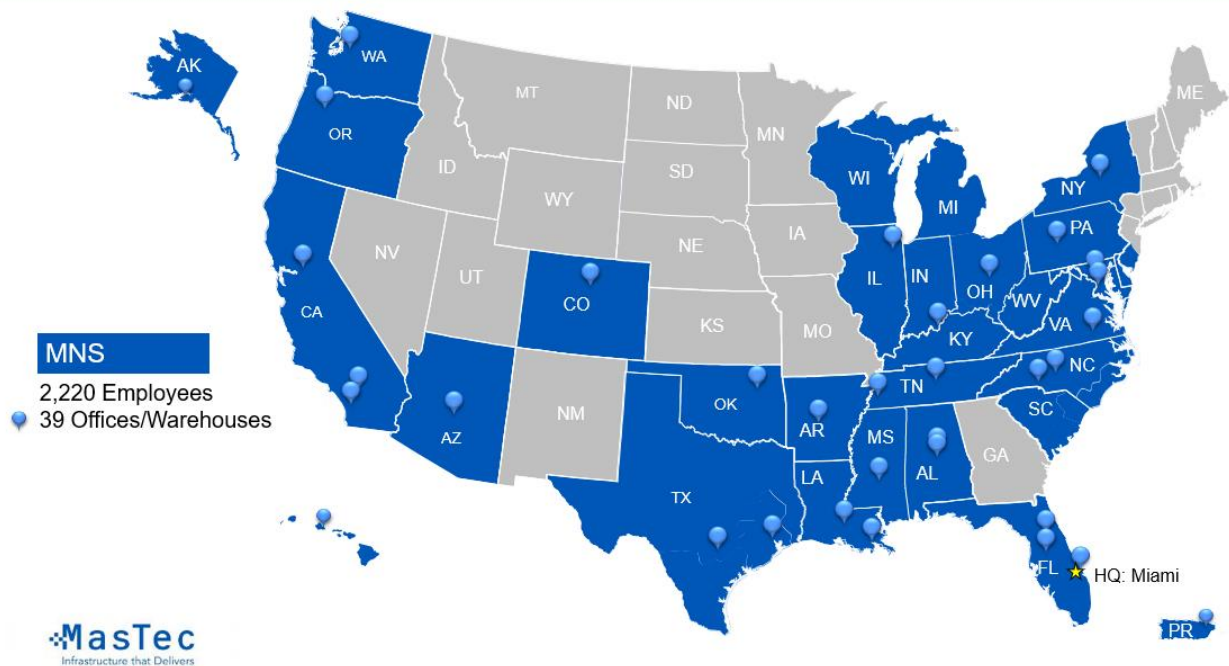 AK
WA
MT
ND
MN
ME
OR
ID
SD
WI
MI
NY
WY
IA
PA
NV
NE
UT
IL
IN
OH
CO
WV
VA
CA
KS
MO
KY
MNS
2,220 Employees
39 Offices/Warehouses
AZ
NM
OK
AR
TN
NC
SC
MS
AL
GA
LA
TX
FL
HQ: Miami
PR
MasTec
Infrastructure that Delivers